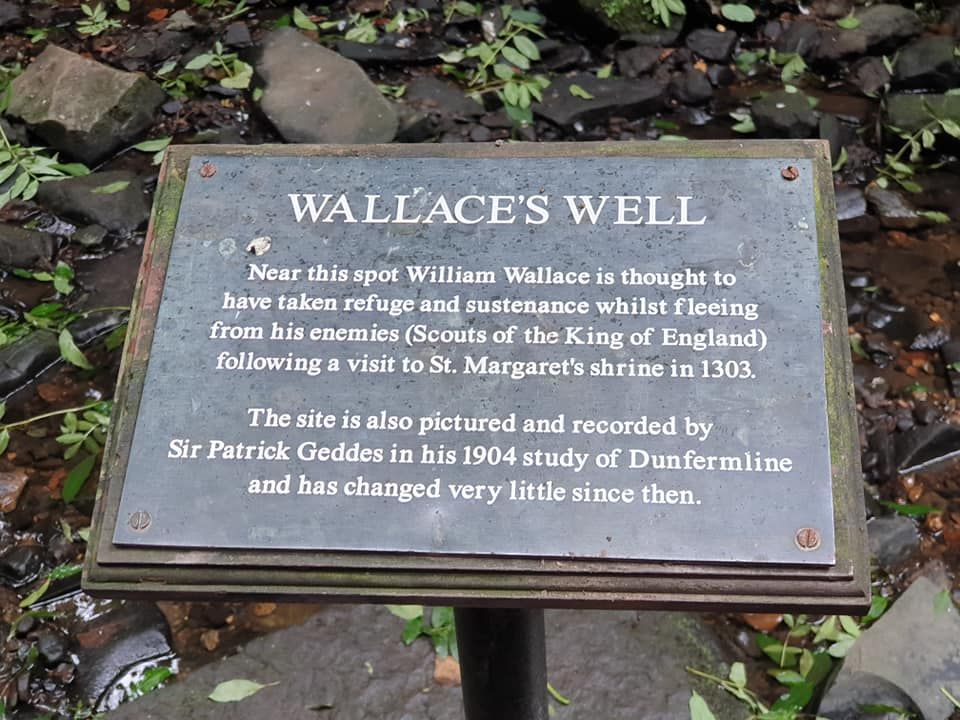 WALLACE'S WELL
Near this spot William Wallace is thought to
have taken refuge and sustenance whilst fleeing
from his enemies (Scouts of the King of England)
following a visit to St. Margaret's shrine in 1303.
The site is also pictured and recorded by
Sir Patrick Geddes in his 1904 study of Dunfermline
and has changed very little since then.